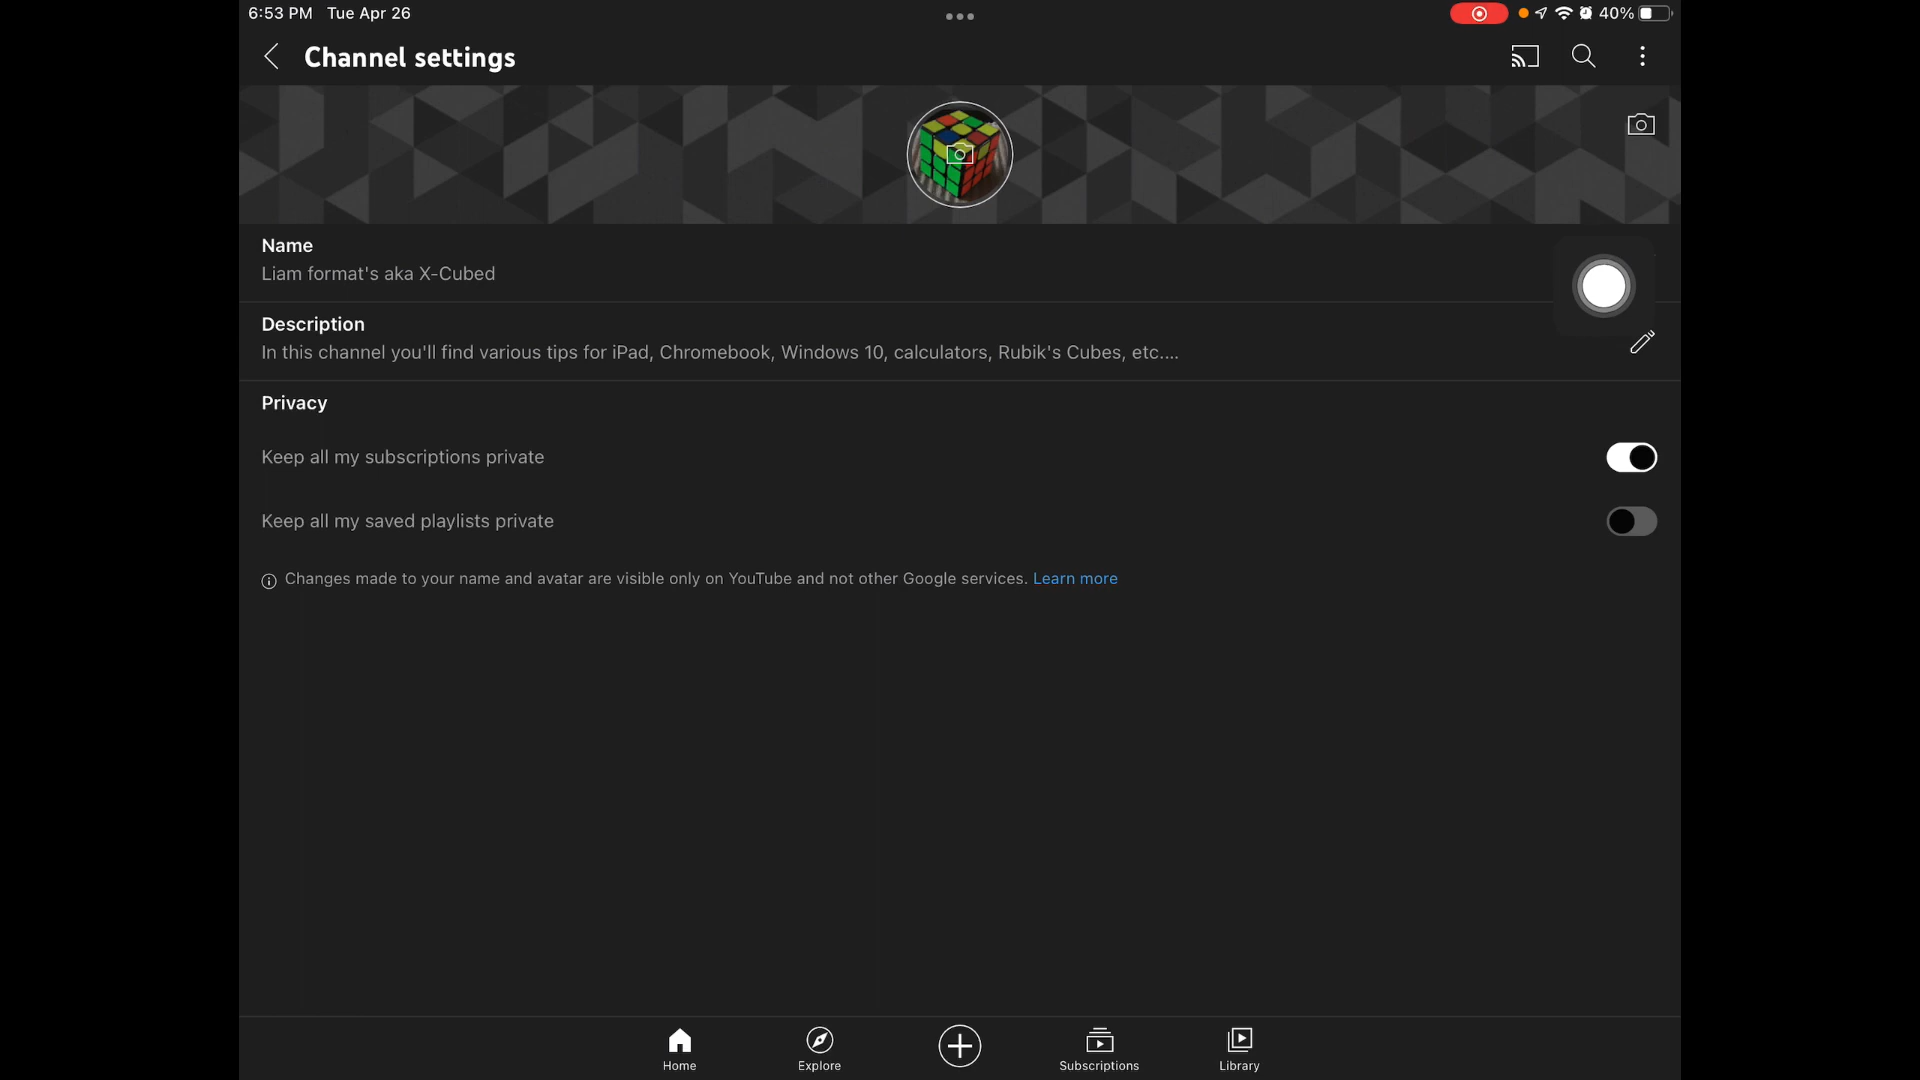 6:53 PM Tue Apr 26
40%
Channel settings
Name
Liam format's aka X-Cubed
Description
In this channel you'll find various tips for iPad, Chromebook, Windows 10, calculators, Rubik's Cubes, etc....
Privacy
Keep all my subscriptions private
Keep all my saved playlists private
Changes made to your name and avatar are visible only on YouTube and not other Google services. Learn more
Home
Explore
Subscriptions
Library